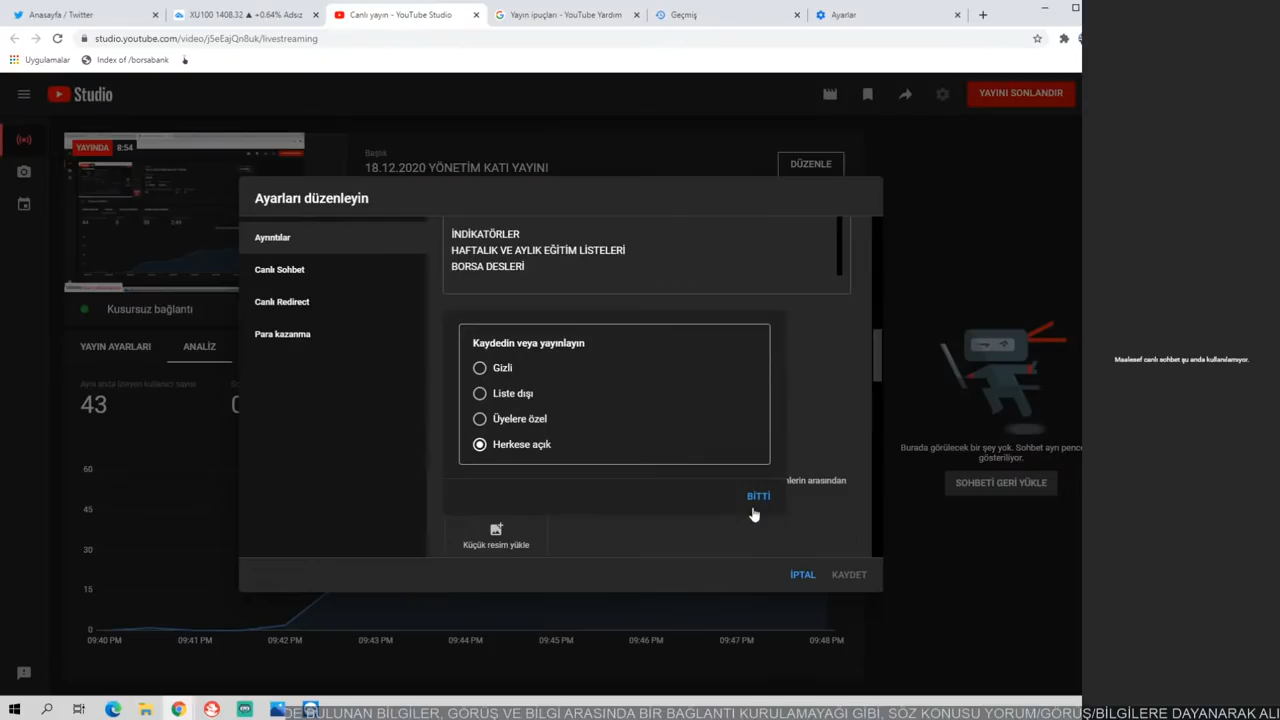 Anasayfa / Twitter
XU100 1408.32 ▲ +0.64% Adsız
Canlı yayın - YouTube Studio
Yayın ipuçları - YouTube Yardım
Geçmiş
Ayarlar
studio.youtube.com/video/j5eEajQn8uk/livestreaming
Uygulamalar
Index of /borsabank
Studio
YAYINI SONLANDIR
YAYINDA 8:54
Başlık
18.12.2020 YÖNETİM KATI YAYINI
DÜZENLE
Ayarları düzenleyin
Ayrıntılar
Canlı Sohbet
Canlı Redirect
Para kazanma
İNDİKATÖRLER
HAFTALIK VE AYLIK EĞİTİM LİSTELERİ
BORSA DESLERİ
Kusursuz bağlantı
YAYIN AYARLARI
ANALİZ
Aynı anda izleyen kullanıcı sayısı
43
Kaydedin veya yayınlayın
Gizli
Liste dışı
Üyelere özel
Herkese açık
BİTTİ
nlerin arasından
Küçük resim yükle
İPTAL
KAYDET
Maalesef canlı sohbet şu anda kullanılamıyor.
Burada görülecek bir şey yok. Sohbet ayrı pence
gösteriliyor.
SOHBETİ GERİ YÜKLE
60
45
30
15
0
09:40 PM 09:41 PM 09:42 PM 09:43 PM 09:44 PM 09:45 PM 09:46 PM 09:47 PM 09:48 PM
DE BULUNAN BİLGİLER, GÖRÜŞ VE BİLGİ ARASINDA BİR BAĞLANTI KURULAMAYAGI GİBİ, SÖZ KONUSU YORUM/GÖRÜŞ/BİLGİLERE DAYANARAK ALI